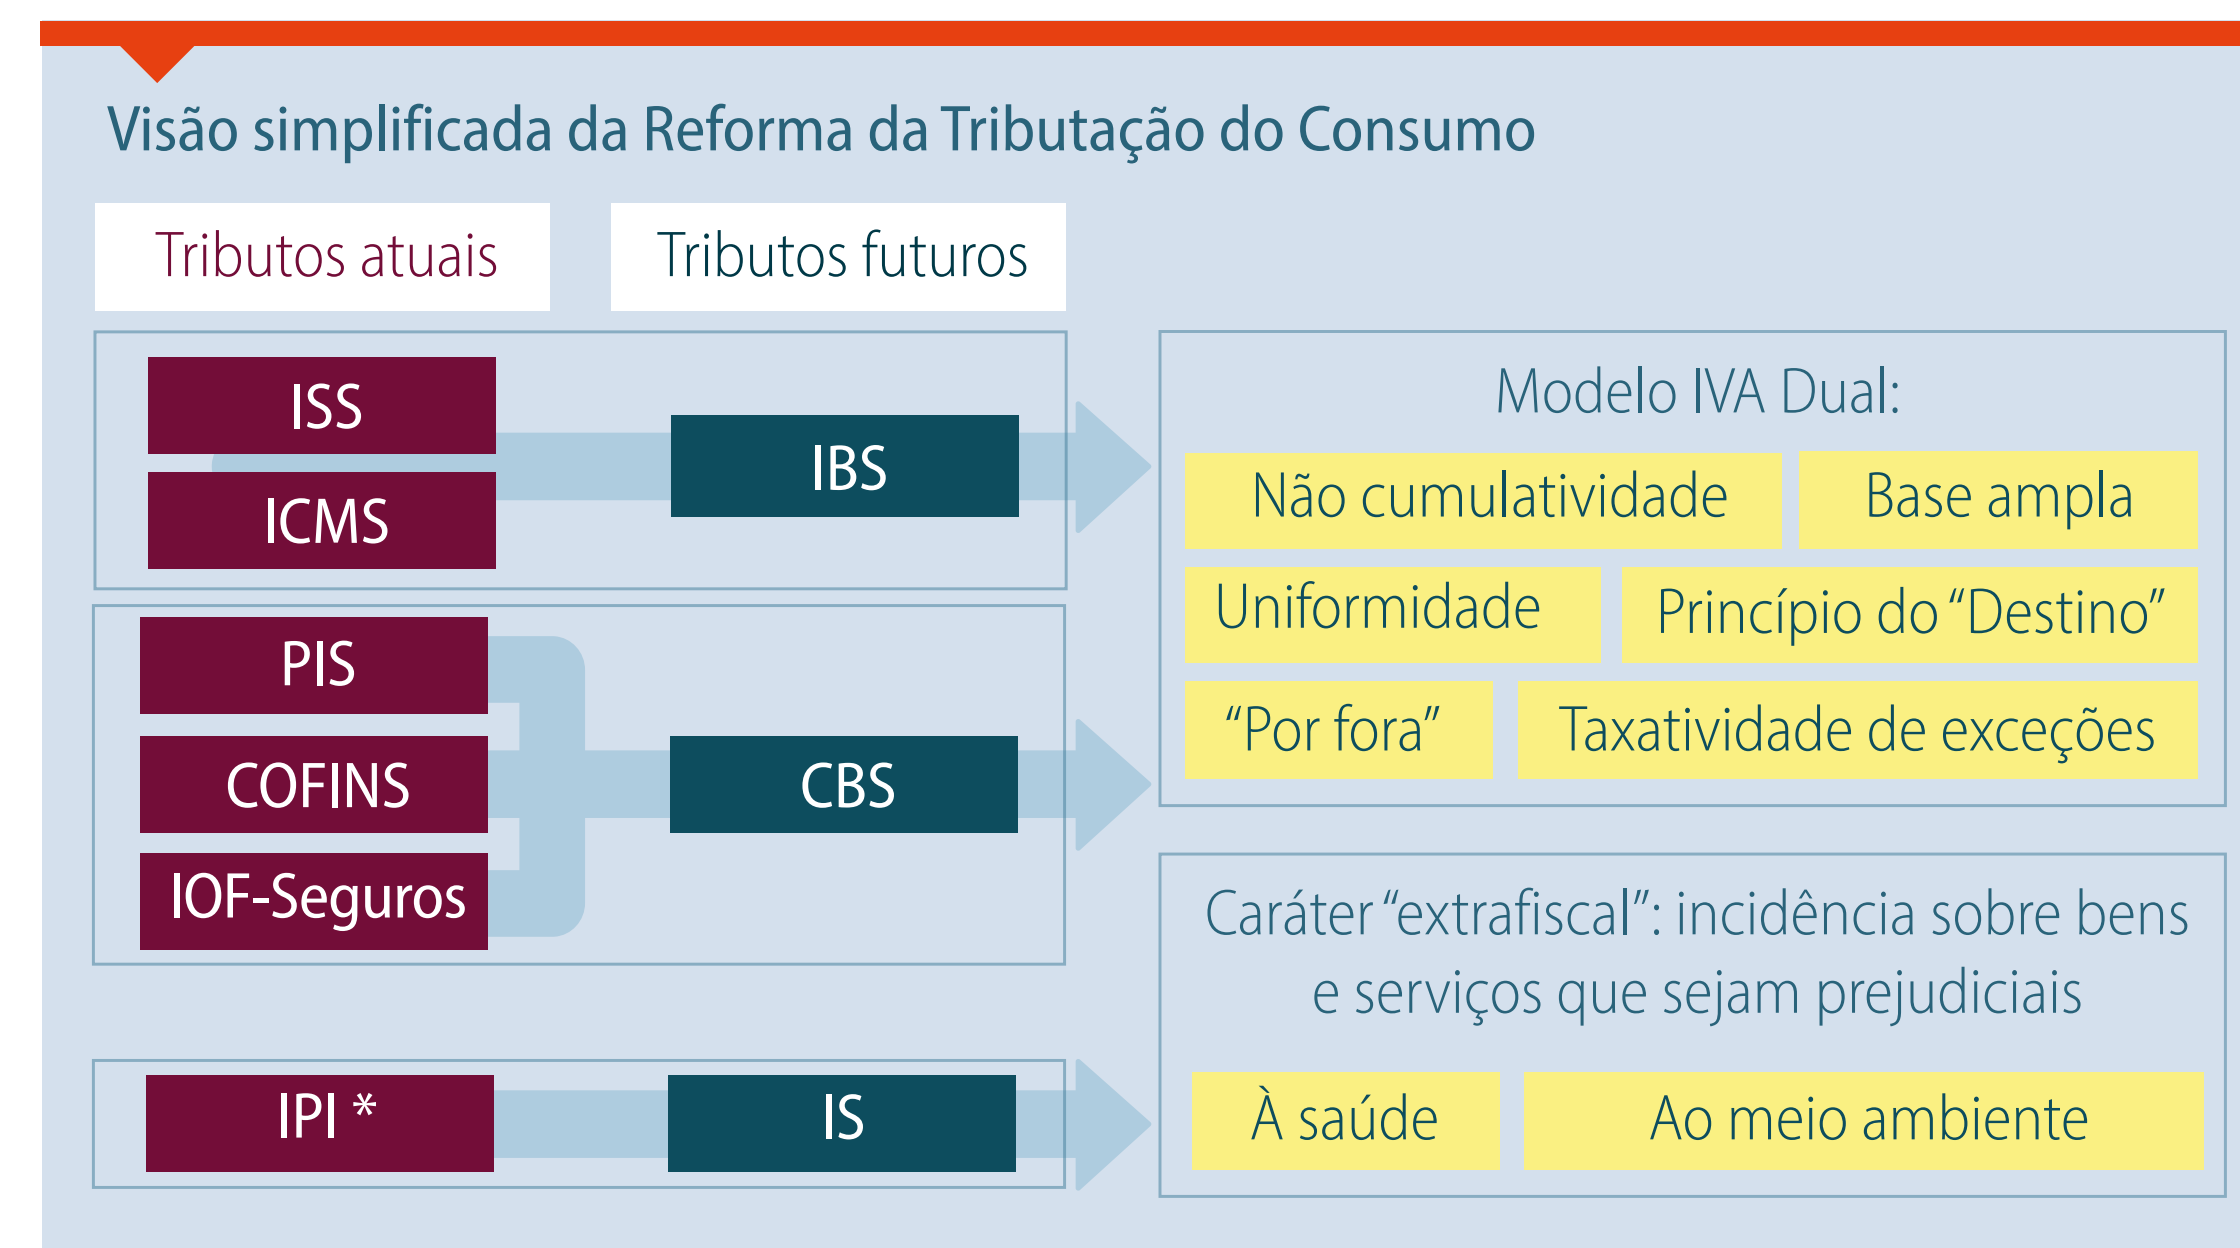 Visão simplificada da Reforma da Tributação do Consumo
Tributos atuais
Tributos futuros
ISS
ICMS
IBS
PIS
COFINS
IOF-Seguros
CBS
IPI *
IS
Modelo IVA Dual:
Não cumulatividade
Base ampla
Uniformidade
Princípio do “Destino”
“Por fora”
Taxatividade de exceções
Caráter “extrafiscal”: incidência sobre bens
e serviços que sejam prejudiciais
À saúde
Ao meio ambiente